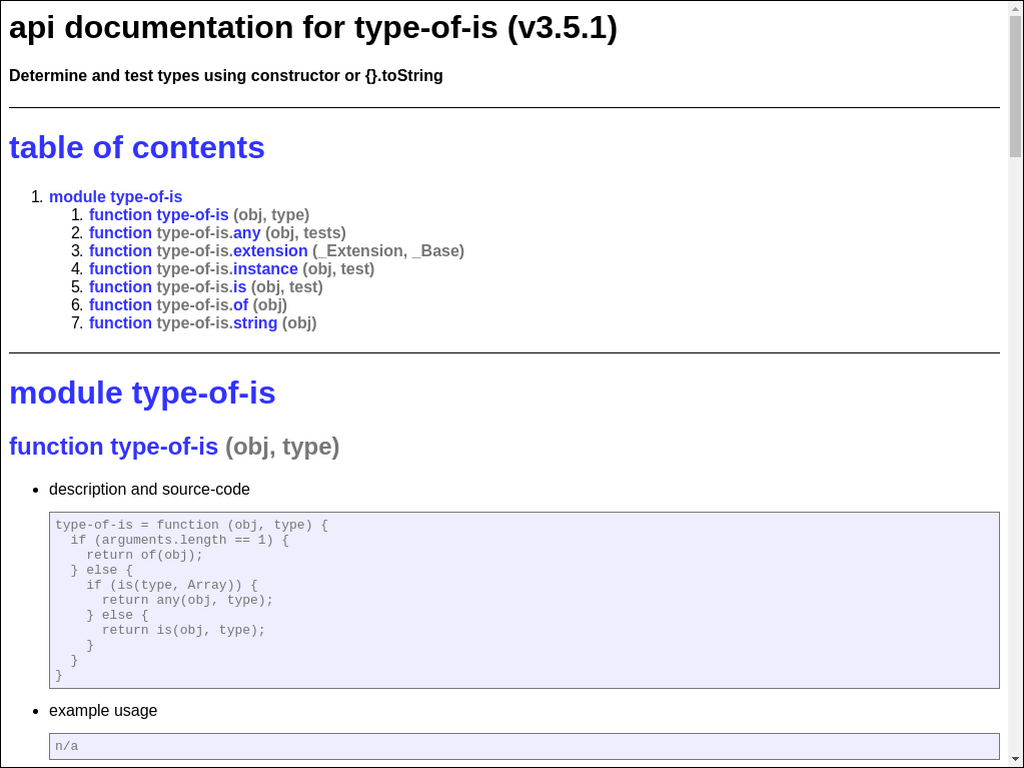 api documentation for type-of-is (v3.5.1)
Determine and test types using constructor or {}.toString
table of contents
1. module type-of-is
1. function type-of-is (obj, type)
2. function type-of-is.any (obj, tests)
3. function type-of-is.extension (_Extension, _Base)
4. function type-of-is.instance (obj, test)
5. function type-of-is.is (obj, test)
6. function type-of-is.of (obj)
7. function type-of-is.string (obj)
module type-of-is
function type-of-is (obj, type)
• description and source-code
type-of-is = function (obj, type) {
  if (arguments.length == 1) {
    return of(obj);
  } else {
    if (is(type, Array)) {
      return any(obj, type);
    } else {
      return is(obj, type);
    }
  }
}
• example usage
n/a